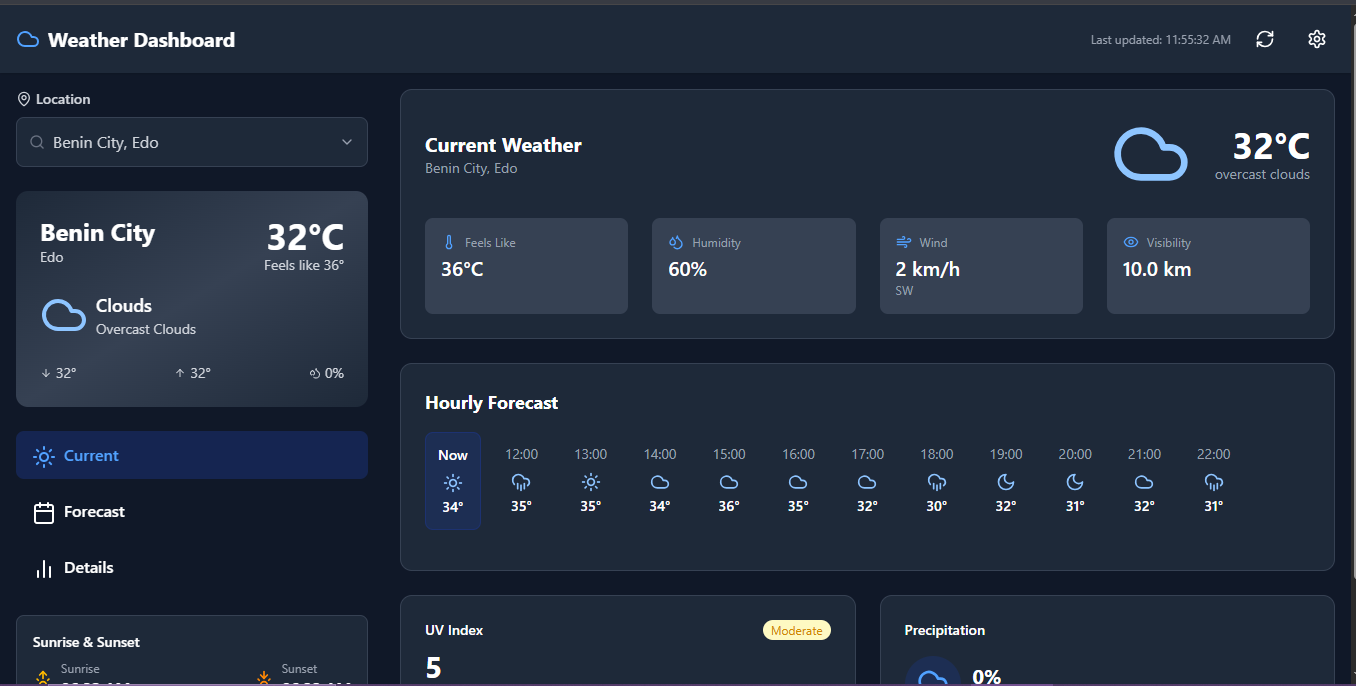 Weather Dashboard
Last updated: 11:55:32 AM
Location
Benin City, Edo
Benin City
Edo
32°C
Feels like 36°
Clouds
Overcast Clouds
32°
32°
0%
Current
Forecast
Details
Sunrise & Sunset
Sunrise
Sunset
Current Weather
Benin City, Edo
32°C
overcast clouds
Feels Like
36°C
Humidity
60%
Wind
2 km/h
SW
Visibility
10.0 km
Hourly Forecast
Now 12:00 13:00 14:00 15:00 16:00 17:00 18:00 19:00 20:00 21:00 22:00
34° 35° 35° 34° 36° 35° 32° 30° 32° 31° 32° 31°
UV Index
Moderate
5
Precipitation
0%